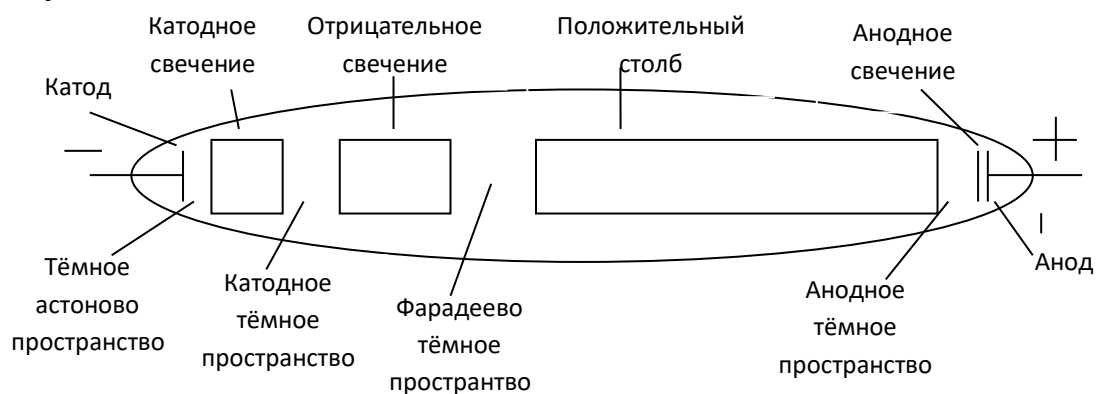 Катодное
свечение
Отрицательное
свечение
Положительный
столб
Анодное
свечение
Катод
Тёмное
астоново
пространство
Катодное
тёмное
пространство
Фарадеево
тёмное
пространтво
Анодное
тёмное
пространство
Анод